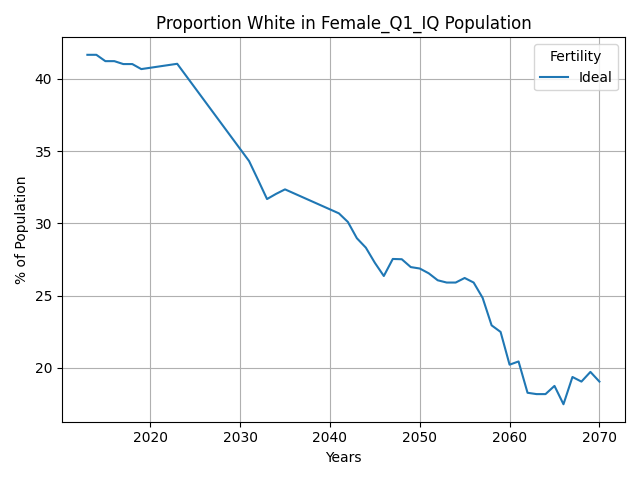 Proportion White in Female_Q1_IQ Population
Fertility
Ideal
% of Population
40
35
30
25
20
2020 2030 2040 2050 2060 2070
Years